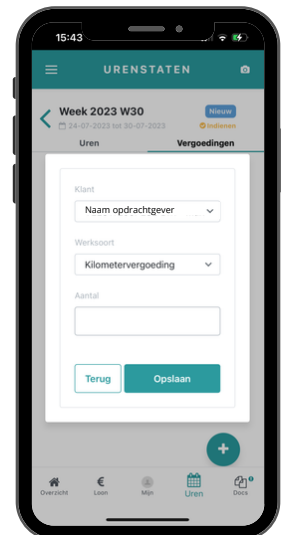 15:43
URENSTATEN
Week 2023 W30
Nieuw
24-07-2023 tot 30-07-2023
Indienen
Uren
Vergoedingen
Klant
Naam opdrachtgever
Werksoort
Kilometervergoeding
Aantal
Terug
Opslaan
+
Overzicht
€ Loon
Mijn
Uren
Docs